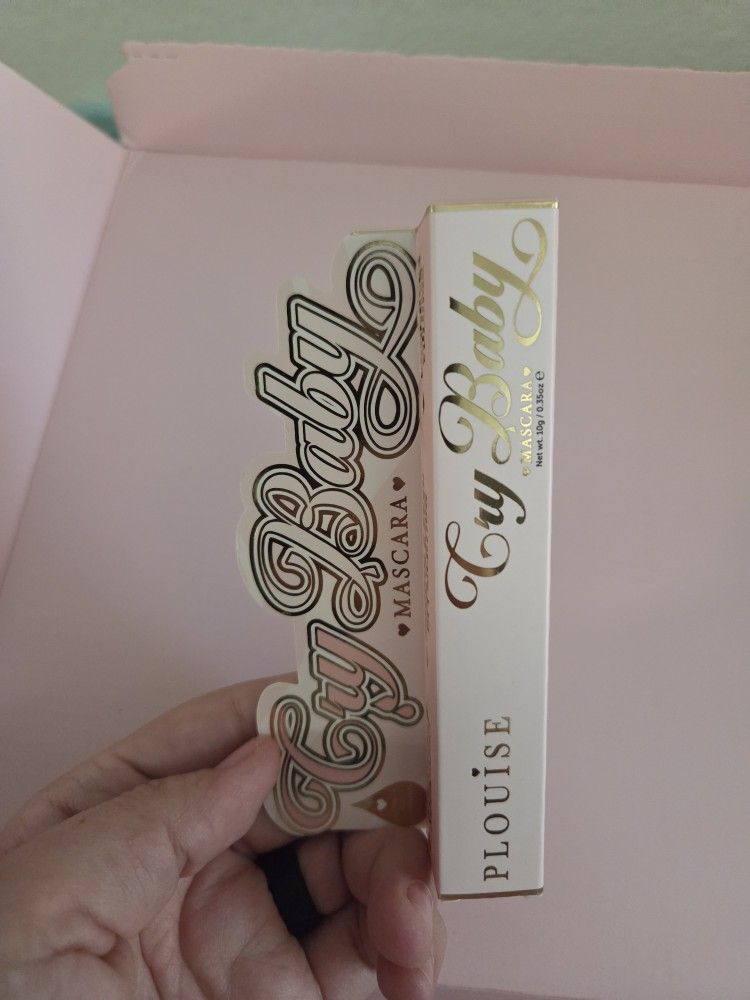 Cry Baby
♥ MASCARA ♥
Cry Baby
♥ MASCARA ♥
Net wt. 10g / 0.35oz ℮
PLOUISE